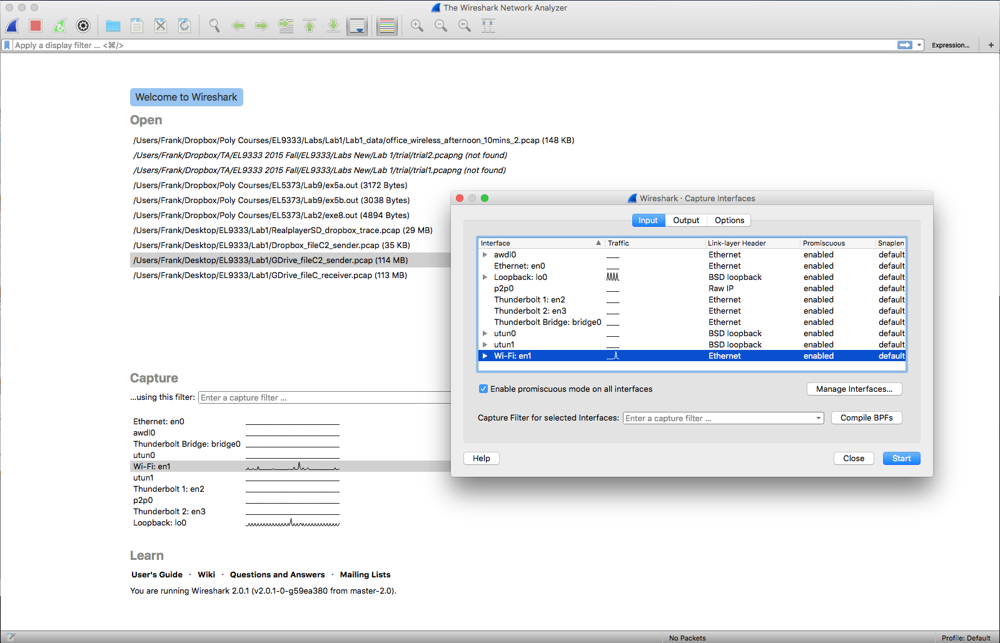 The Wireshark Network Analyzer
Apply a display filter ... <⌘/>
Expression...
+
Welcome to Wireshark
Open
/Users/Frank/Dropbox/Poly Courses/EL9333/Labs/Lab1/Lab1_data/office_wireless_afternoon_10mins_2.pcap (148 KB)
/Users/Frank/Dropbox/TA/EL9333 2015 Fall/EL9333/Labs New/Lab 1/trial/trial2.pcapng (not found)
/Users/Frank/Dropbox/TA/EL9333 2015 Fall/EL9333/Labs New/Lab 1/trial/trial1.pcapng (not found)
/Users/Frank/Dropbox/Poly Courses/EL5373/Lab9/ex5a.out (3172 Bytes)
/Users/Frank/Dropbox/Poly Courses/EL5373/Lab9/ex5b.out (3038 Bytes)
/Users/Frank/Dropbox/Poly Courses/EL5373/Lab2/exe8.out (4894 Bytes)
/Users/Frank/Desktop/EL9333/Lab1/RealplayerSD_dropbox_trace.pcap (29 MB)
/Users/Frank/Desktop/EL9333/Lab1/Dropbox_fileC2_sender.pcap (35 KB)
/Users/Frank/Desktop/EL9333/Lab1/GDrive_fileC2_sender.pcap (114 MB)
/Users/Frank/Desktop/EL9333/Lab1/GDrive_fileC_receiver.pcap (113 MB)
Capture
...using this filter: Enter a capture filter ...
Ethernet: en0
awdl0
Thunderbolt Bridge: bridge0
utun0
Wi-Fi: en1
utun1
Thunderbolt 1: en2
p2p0
Thunderbolt 2: en3
Loopback: lo0
Learn
User's Guide · Wiki · Questions and Answers · Mailing Lists
You are running Wireshark 2.0.1 (v2.0.1-0-g59ea380 from master-2.0).
Wireshark · Capture Interfaces
Input Output Options
Interface Traffic Link-layer Header Promiscuous Snaplen
awdl0 Ethernet enabled default
Ethernet: en0 Ethernet enabled default
Loopback: lo0 BSD loopback enabled default
p2p0 Raw IP enabled default
Thunderbolt 1: en2 Ethernet enabled default
Thunderbolt 2: en3 Ethernet enabled default
Thunderbolt Bridge: bridge0 Ethernet enabled default
utun0 BSD loopback enabled default
utun1 BSD loopback enabled default
Wi-Fi: en1 Ethernet enabled default
Enable promiscuous mode on all interfaces
Manage Interfaces...
Capture Filter for selected Interfaces: Enter a capture filter ...
Compile BPFs
Help Close Start
No Packets
Profile: Default